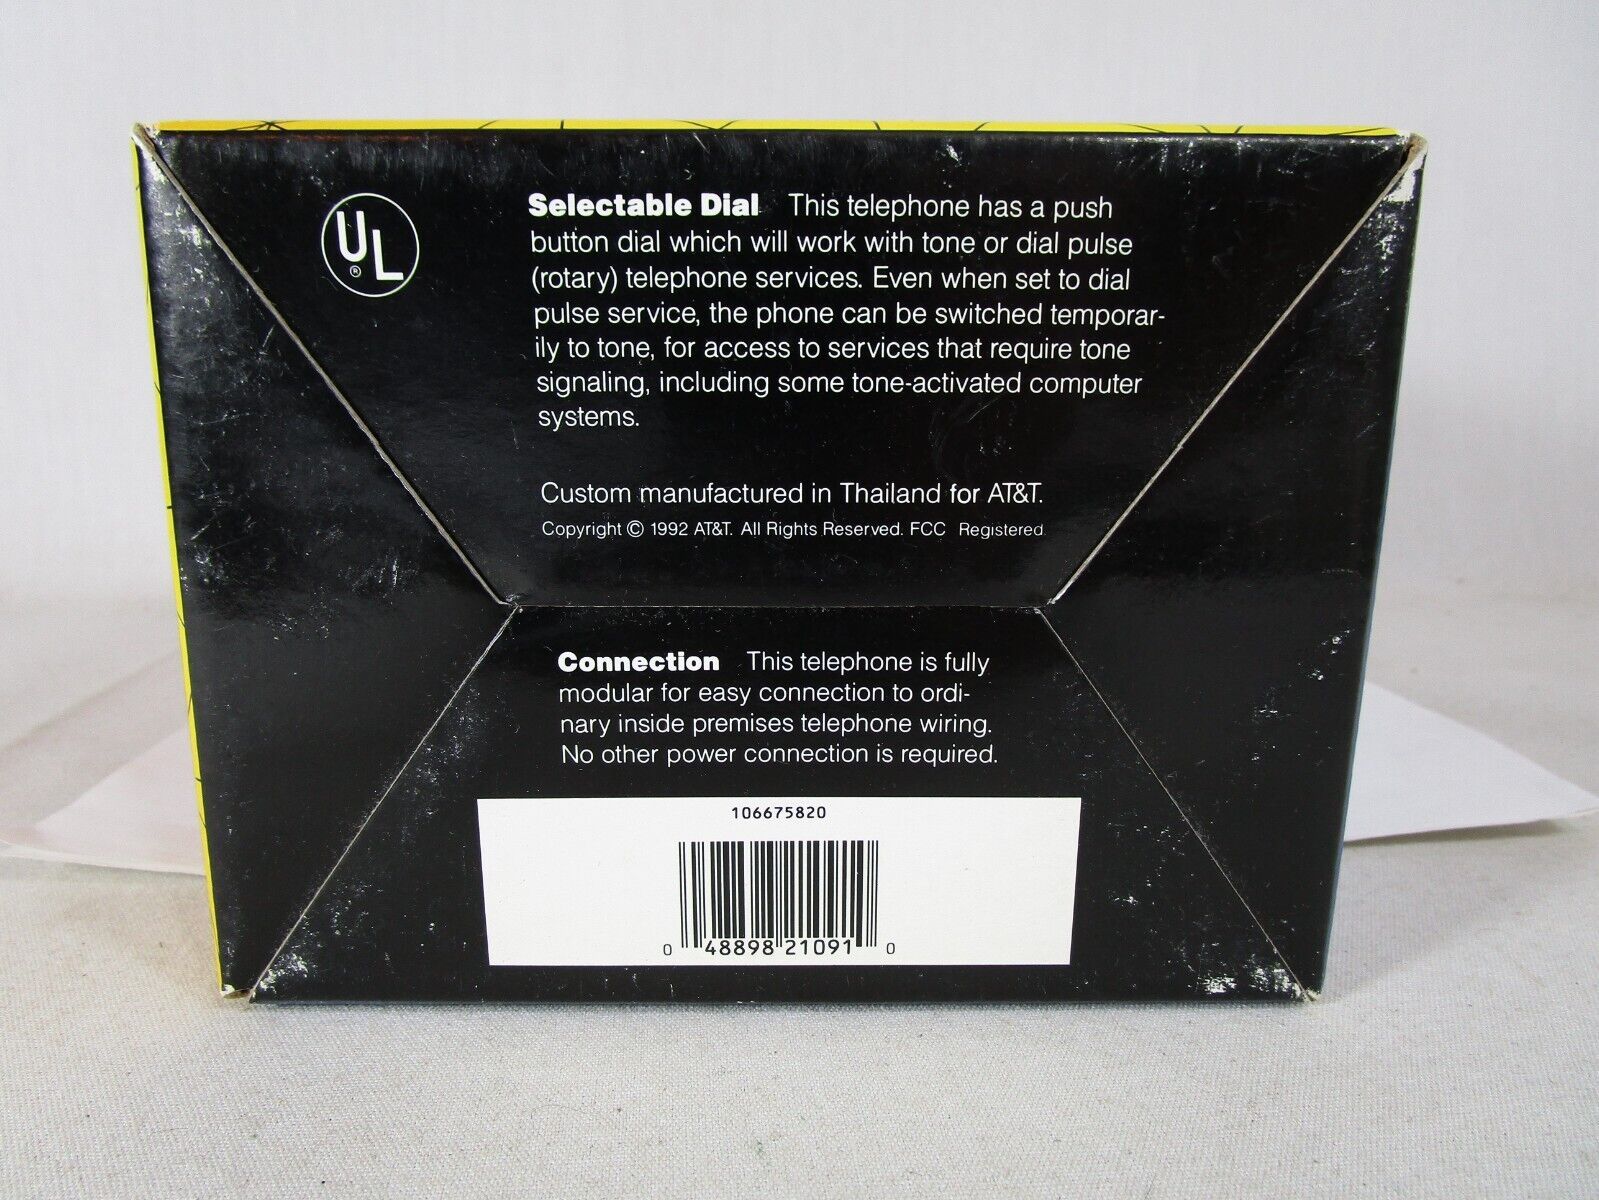 UL
®
Selectable Dial This telephone has a push
button dial which will work with tone or dial pulse
(rotary) telephone services. Even when set to dial
pulse service, the phone can be switched temporar-
ily to tone, for access to services that require tone
signaling, including some tone-activated computer
systems.
Custom manufactured in Thailand for AT&T.
Copyright © 1992 AT&T. All Rights Reserved. FCC Registered.
Connection This telephone is fully
modular for easy connection to ordi-
nary inside premises telephone wiring.
No other power connection is required.
106675820
0 48898 21091 0